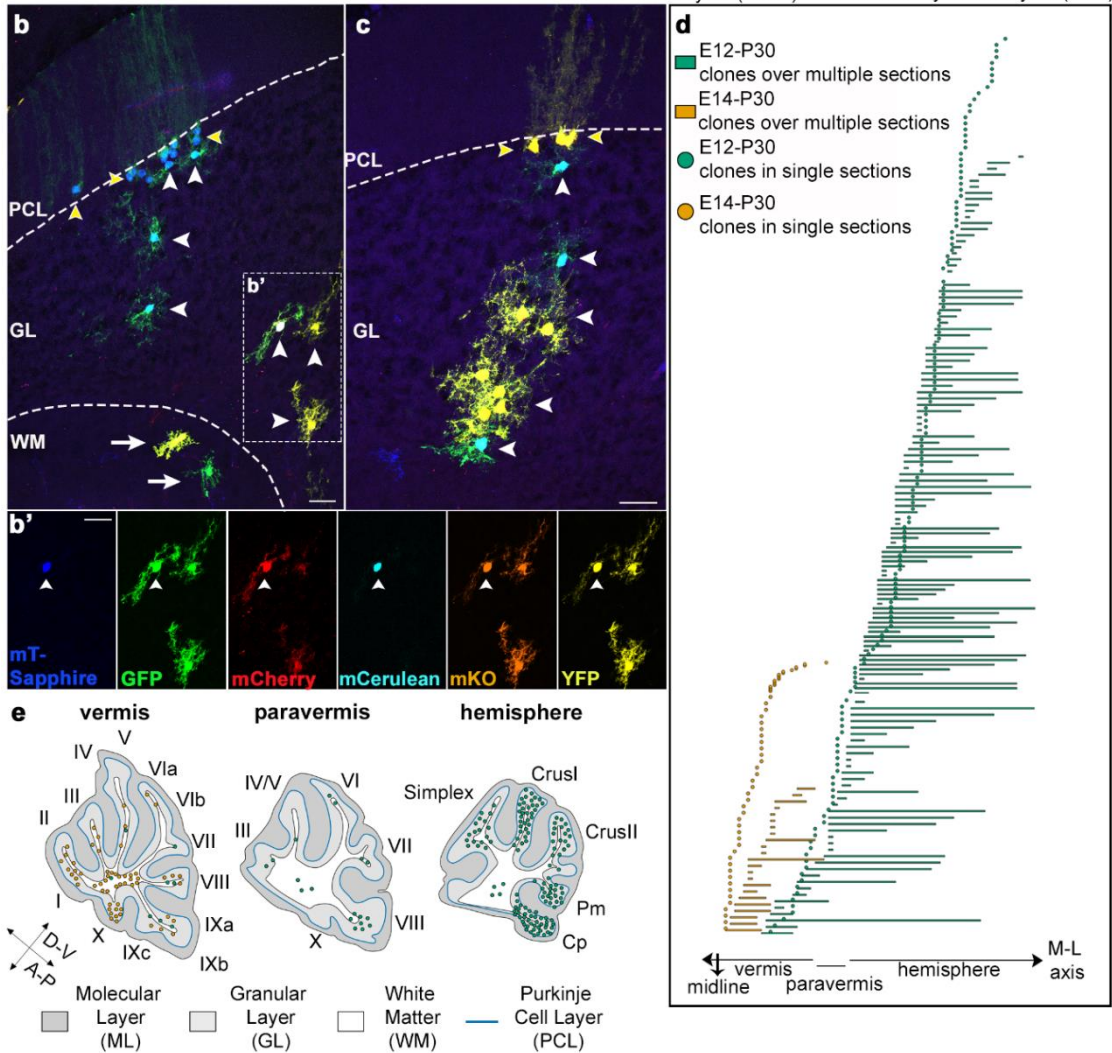 b
c
d
E12-P30
clones over multiple sections
E14-P30
clones over multiple sections
E12-P30
clones in single sections
E14-P30
clones in single sections
PCL
PCL
b'
GL
GL
WM
b'
mT-
Sapphire
GFP
mCherry
mCerulean
mKO
YFP
e
vermis
paravermis
hemisphere
V
IV
VIa
III
VIb
II
VII
VIII
I
IXa
X
IXc
IXb
D-V
A-P
IV/V
VI
III
VII
VIII
X
CrusI
Simplex
CrusII
Pm
Cp
M-L
axis
vermis
hemisphere
midline
paravermis
Molecular
Layer
(ML)
Granular
Layer
(GL)
White
Matter
(WM)
Purkinje
Cell Layer
(PCL)